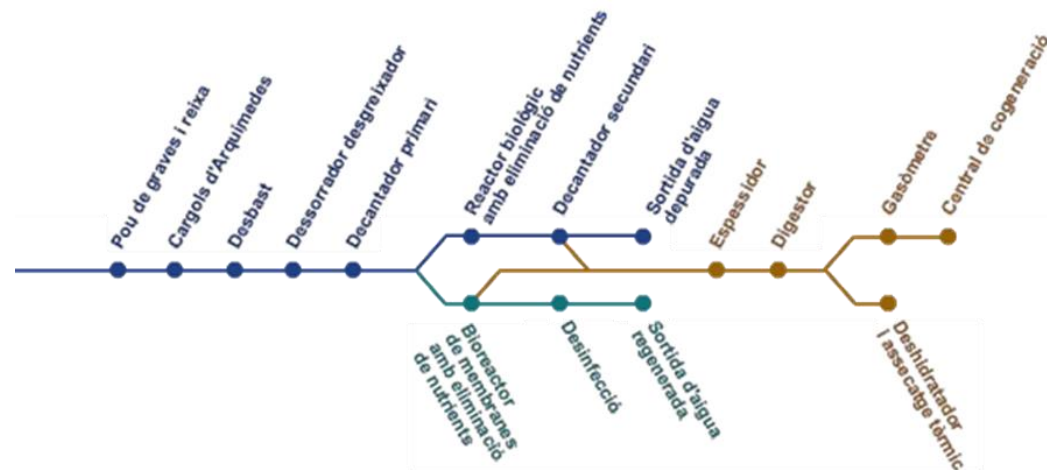 Pou de graves i reixa
Cargols d'Arquimedes
Desbast
Dessorrador desgreixador
Decantador primari
Reactor biològic
amb eliminació de nutrients
Decantador secundari
Sortida d'aigua
depurada
Espessidor
Digestor
Gasòmetre
Central de cogeneració
Bioreactor
de membranes
amb eliminació
de nutrients
Desinfecció
Sortida d'aigua
regenerada
Deshidratador
i assecatge tèrmic